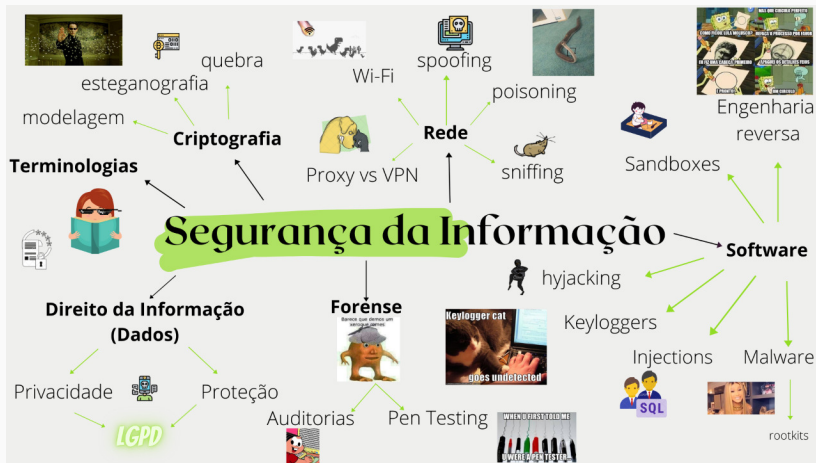 quebra
esteganografia
modelagem
Criptografia
Terminologias
Wi-Fi
spoofing
poisoning
Rede
Proxy vs VPN
sniffing
Engenharia
reversa
Sandboxes
Segurança da Informação
Software
hyjacking
Keyloggers
Injections
SQL
Malware
rootkits
Direito da Informação
(Dados)
Privacidade
Proteção
LGPD
Forense
Auditorias
Pen Testing
Keylogger cat
goes undetected
WHEN U FIRST TOLD ME
U WERE A PEN TESTER...